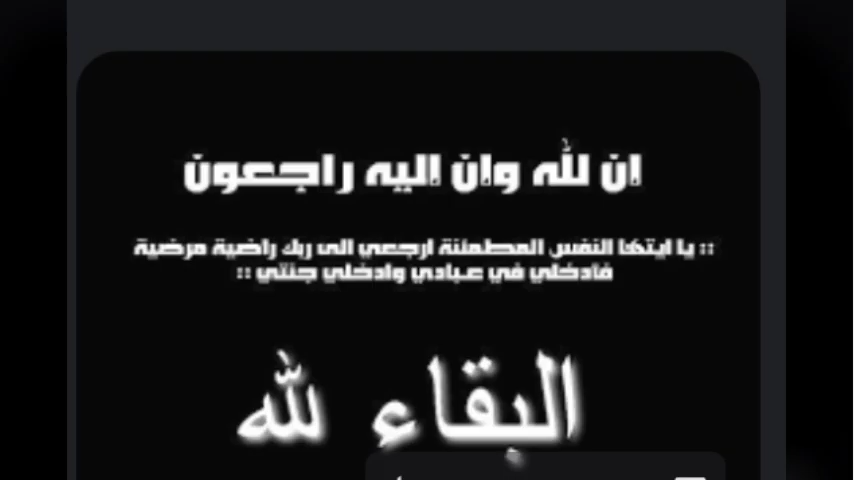 ان لله وان اليه راجعون
:: يا ايتها النفس المطمئنة ارجعي الى ربك راضية مرضية
فادخلي في عبادي وادخلي جنتي ::
البقاء لله